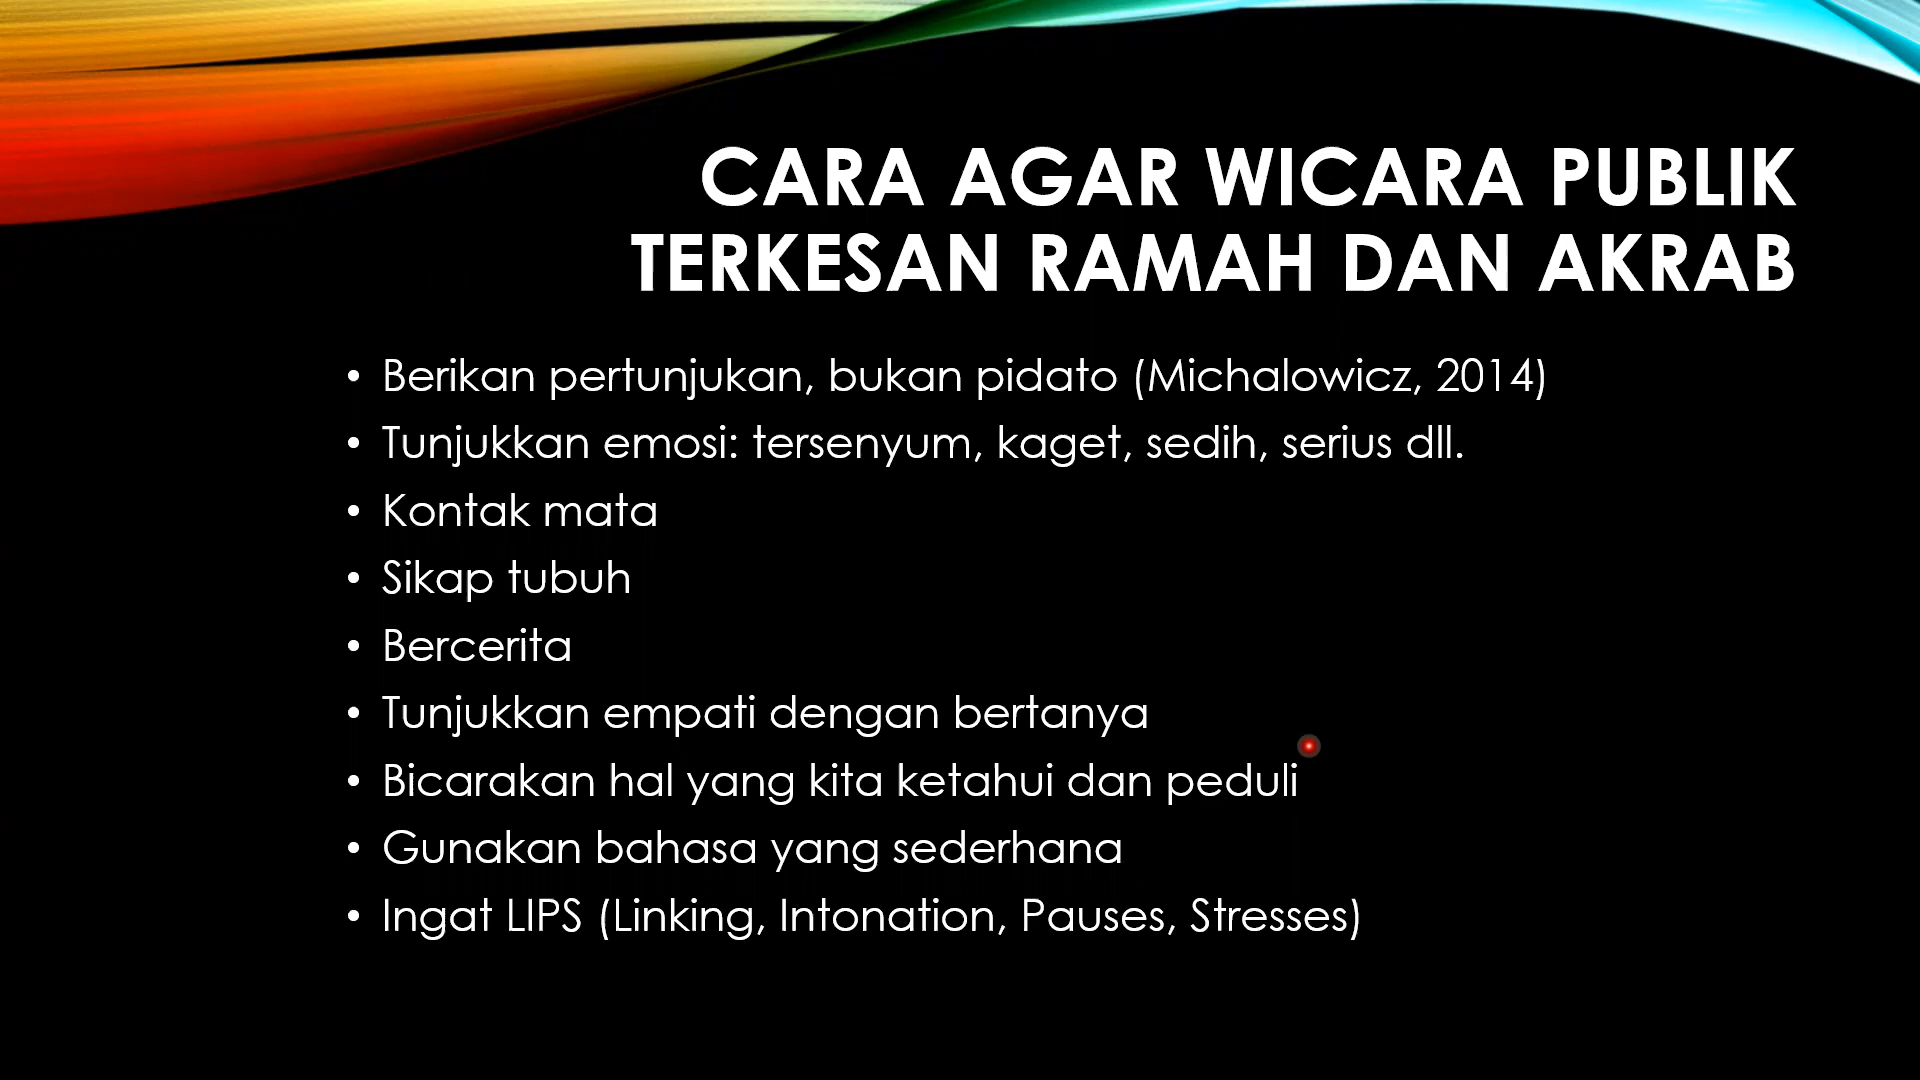 CARA AGAR WICARA PUBLIK
TERKESAN RAMAH DAN AKRAB
• Berikan pertunjukan, bukan pidato (Michalowicz, 2014)
• Tunjukkan emosi: tersenyum, kaget, sedih, serius dll.
• Kontak mata
• Sikap tubuh
• Bercerita
• Tunjukkan empati dengan bertanya
• Bicarakan hal yang kita ketahui dan peduli
• Gunakan bahasa yang sederhana
• Ingat LIPS (Linking, Intonation, Pauses, Stresses)